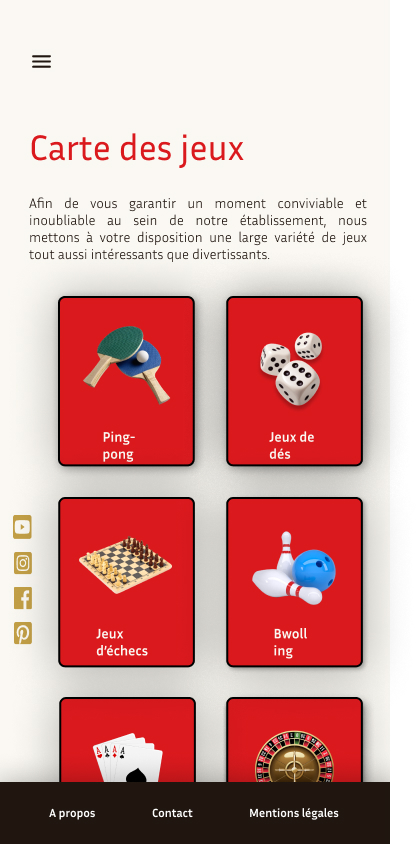 Carte des jeux
Afin de vous garantir un moment conviviable et
inoubliable au sein de notre établissement, nous
mettons à votre disposition une large variété de jeux
tout aussi intéressants que divertissants.
Ping-
pong
Jeux de
dés
Jeux
d'échecs
Bwoll
ing
A propos
Contact
Mentions légales